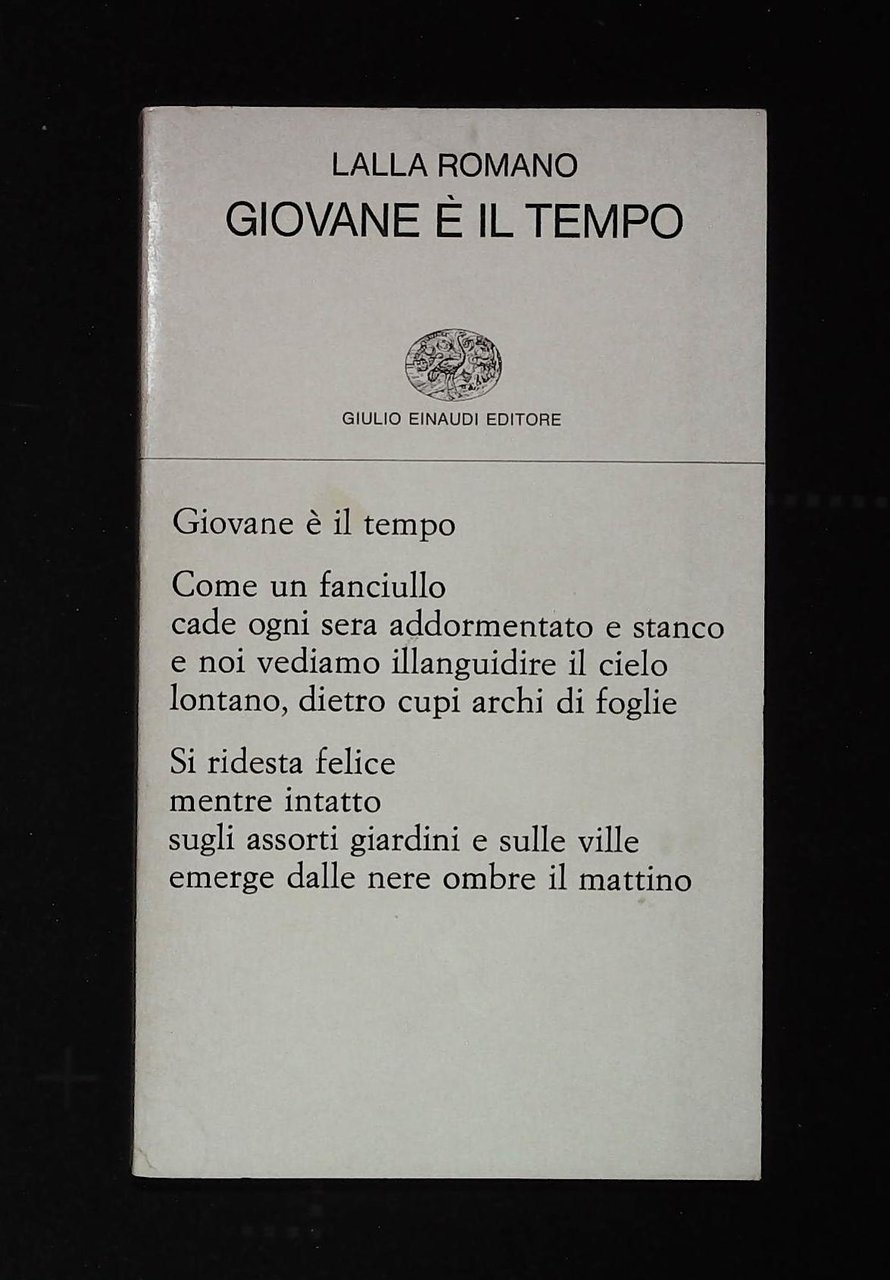 LALLA ROMANO
GIOVANE È IL TEMPO
GIULIO EINAUDI EDITORE
Giovane è il tempo
Come un fanciullo
cade ogni sera addormentato e stanco
e noi vediamo illanguidire il cielo
lontano, dietro cupi archi di foglie
Si ridesta felice
mentre intatto
sugli assorti giardini e sulle ville
emerge dalle nere ombre il mattino